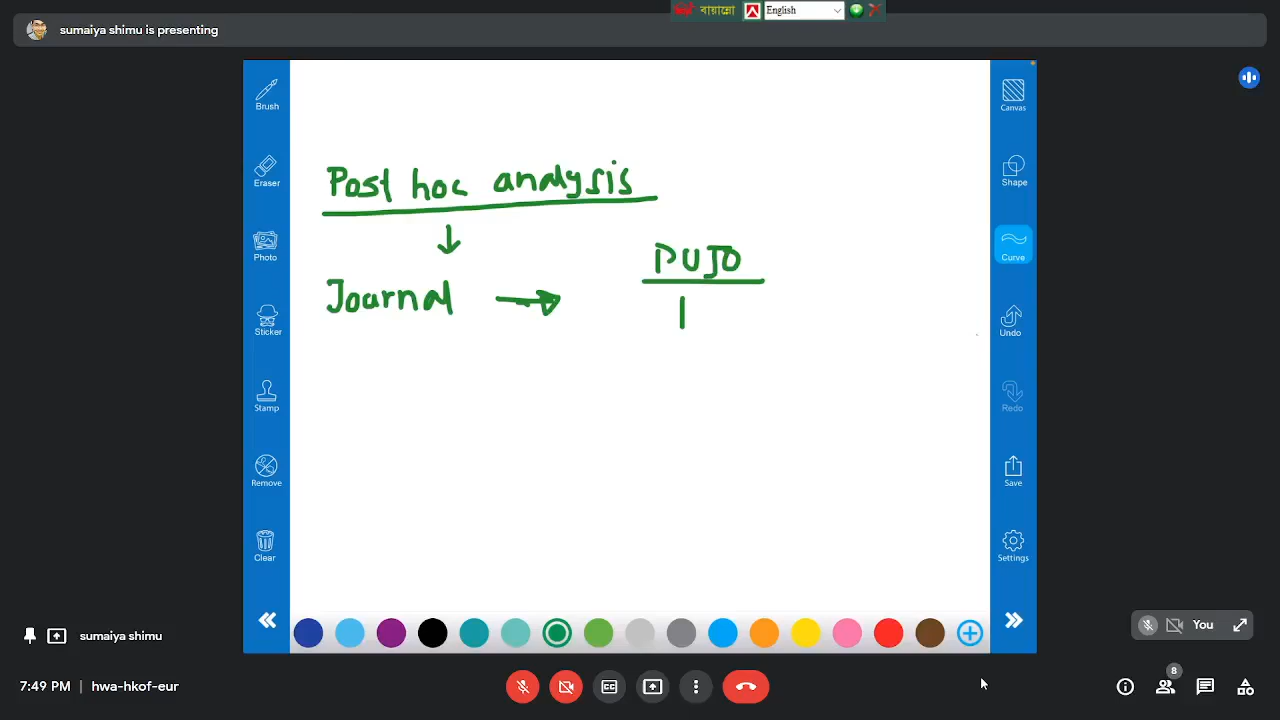 বায়ান্নো English
sumaiya shimu is presenting
Brush
Eraser
Photo
Sticker
Stamp
Remove
Clear
Post hoc analysis
Journal
PUJO
Canvas
Shape
Curve
Undo
Redo
Save
Settings
sumaiya shimu
You
7:49 PM | hwa-hkof-eur
CC
8